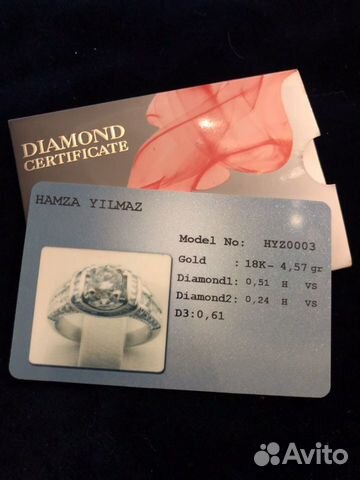 DIAMOND
CERTIFICATE
HAMZA YILMAZ
Model No: HYZ0003
Gold : 18K- 4,57 gr
Diamond1: 0,51 H vs
Diamond2: 0,24 H vs
D3:0,61
Avito